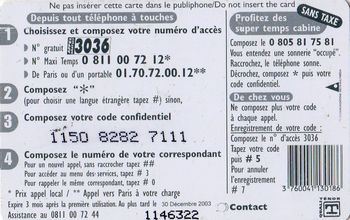 Ne pas insérer cette carte dans le publiphone/Do not insert the card
Depuis tout téléphone à touches
1 Choisissez et composez votre numéro d'accès
N° gratuit 3036
N° Maxi Temps 0 811 00 72 12*
De Paris ou d'un portable 01.70.72.00.12**
2 Composez "*"
(pour choisir une langue étrangère tapez #) sinon,
3 Composez votre code confidentiel
1150 8282 7111
4 Composez le numéro de votre correspondant
Pour un nouvel appel, sans raccrocher tapez ##
Pour accéder au menu des Services, tapez #
Pour rappeler le même correspondant, tapez # 0
* Prix appel local / ** Appel vers Paris à votre charge
Expire 3 mois après la première utilisation. Au plus tard le 30 Décembre 2003
Assistance au 0811 00 72 44
1146322
Profitez des
super temps cabine
SANS TAXE
Composez le 0 805 81 75 81
Vous entendrez une sonnerie "occupé".
Raccrochez, le téléphone sonne.
Décrochez, composez * puis votre
code confidentiel
De chez vous
Ne composez plus votre code
à chaque appel.
Enregistrement de votre code :
Composez le n° d'accès 3036
Tapez votre code
puis # 5
Pour annuler
l'enregistrement
# 7
3 760041 130186
Contact
TENOR